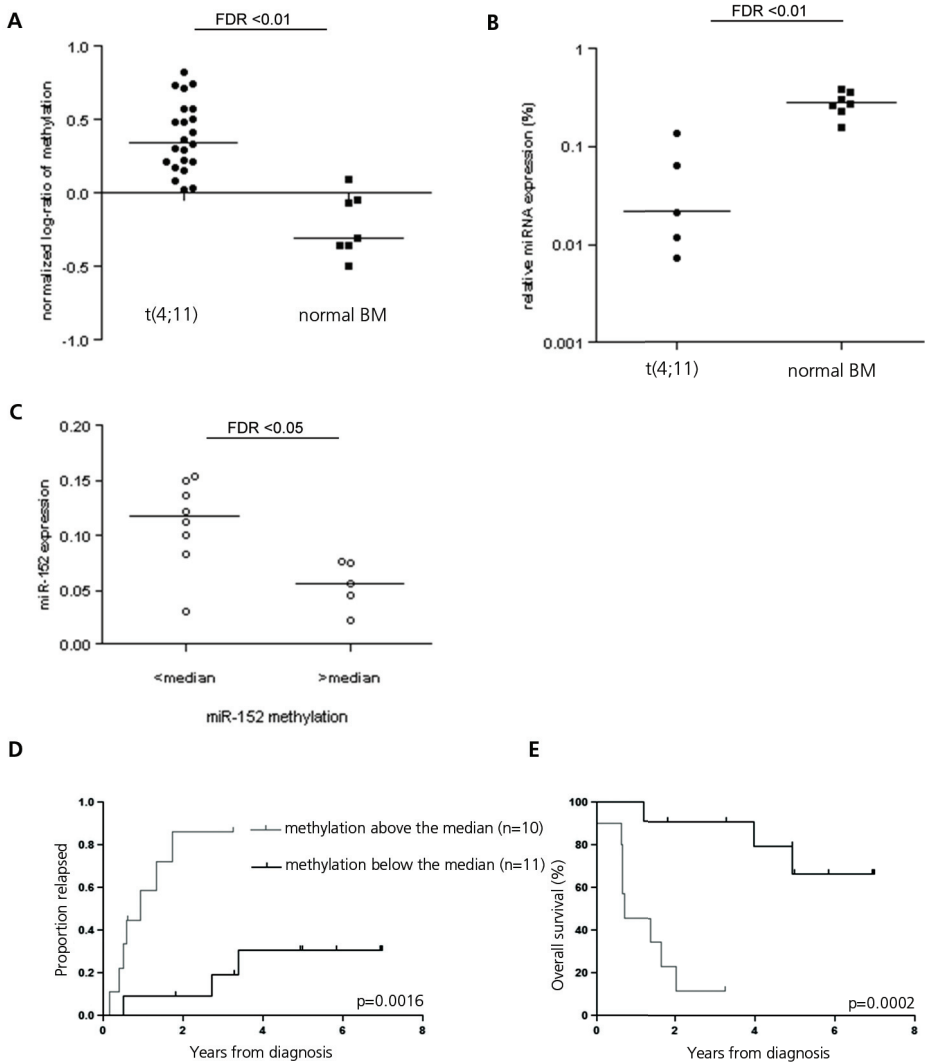 A
FDR <0.01
normalized log-ratio of methylation
1.0
0.5
0.0
-0.5
-1.0
t(4;11)
normal BM
B
FDR <0.01
relative miRNA expression (%)
1
0.1
0.01
0.001
t(4;11)
normal BM
C
FDR <0.05
miR-152 expression
0.20
0.15
0.10
0.05
0.00
<median
>median
miR-152 methylation
D
Proportion relapsed
1.0
0.8
0.6
0.4
0.2
0.0
methylation above the median (n=10)
methylation below the median (n=11)
p=0.0016
0 2 4 6 8
Years from diagnosis
E
Overall survival (%)
100
80
60
40
20
0
p=0.0002
0 2 4 6 8
Years from diagnosis